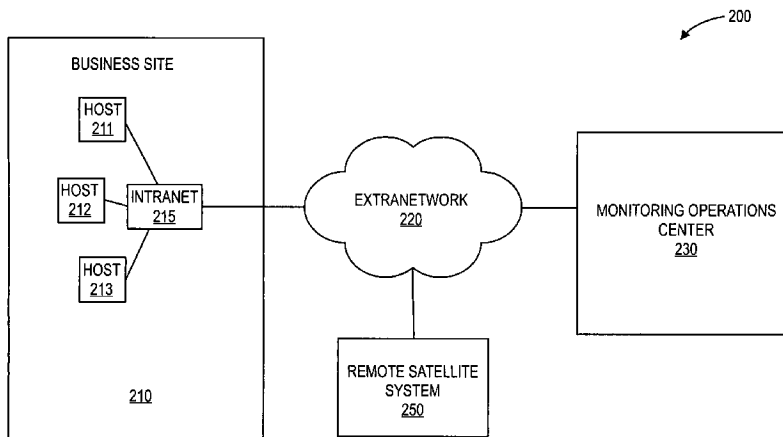 200
BUSINESS SITE
HOST
211
HOST
212
INTRANET
215
HOST
213
210
EXTRANETWORK
220
MONITORING OPERATIONS
CENTER
230
REMOTE SATELLITE
SYSTEM
250